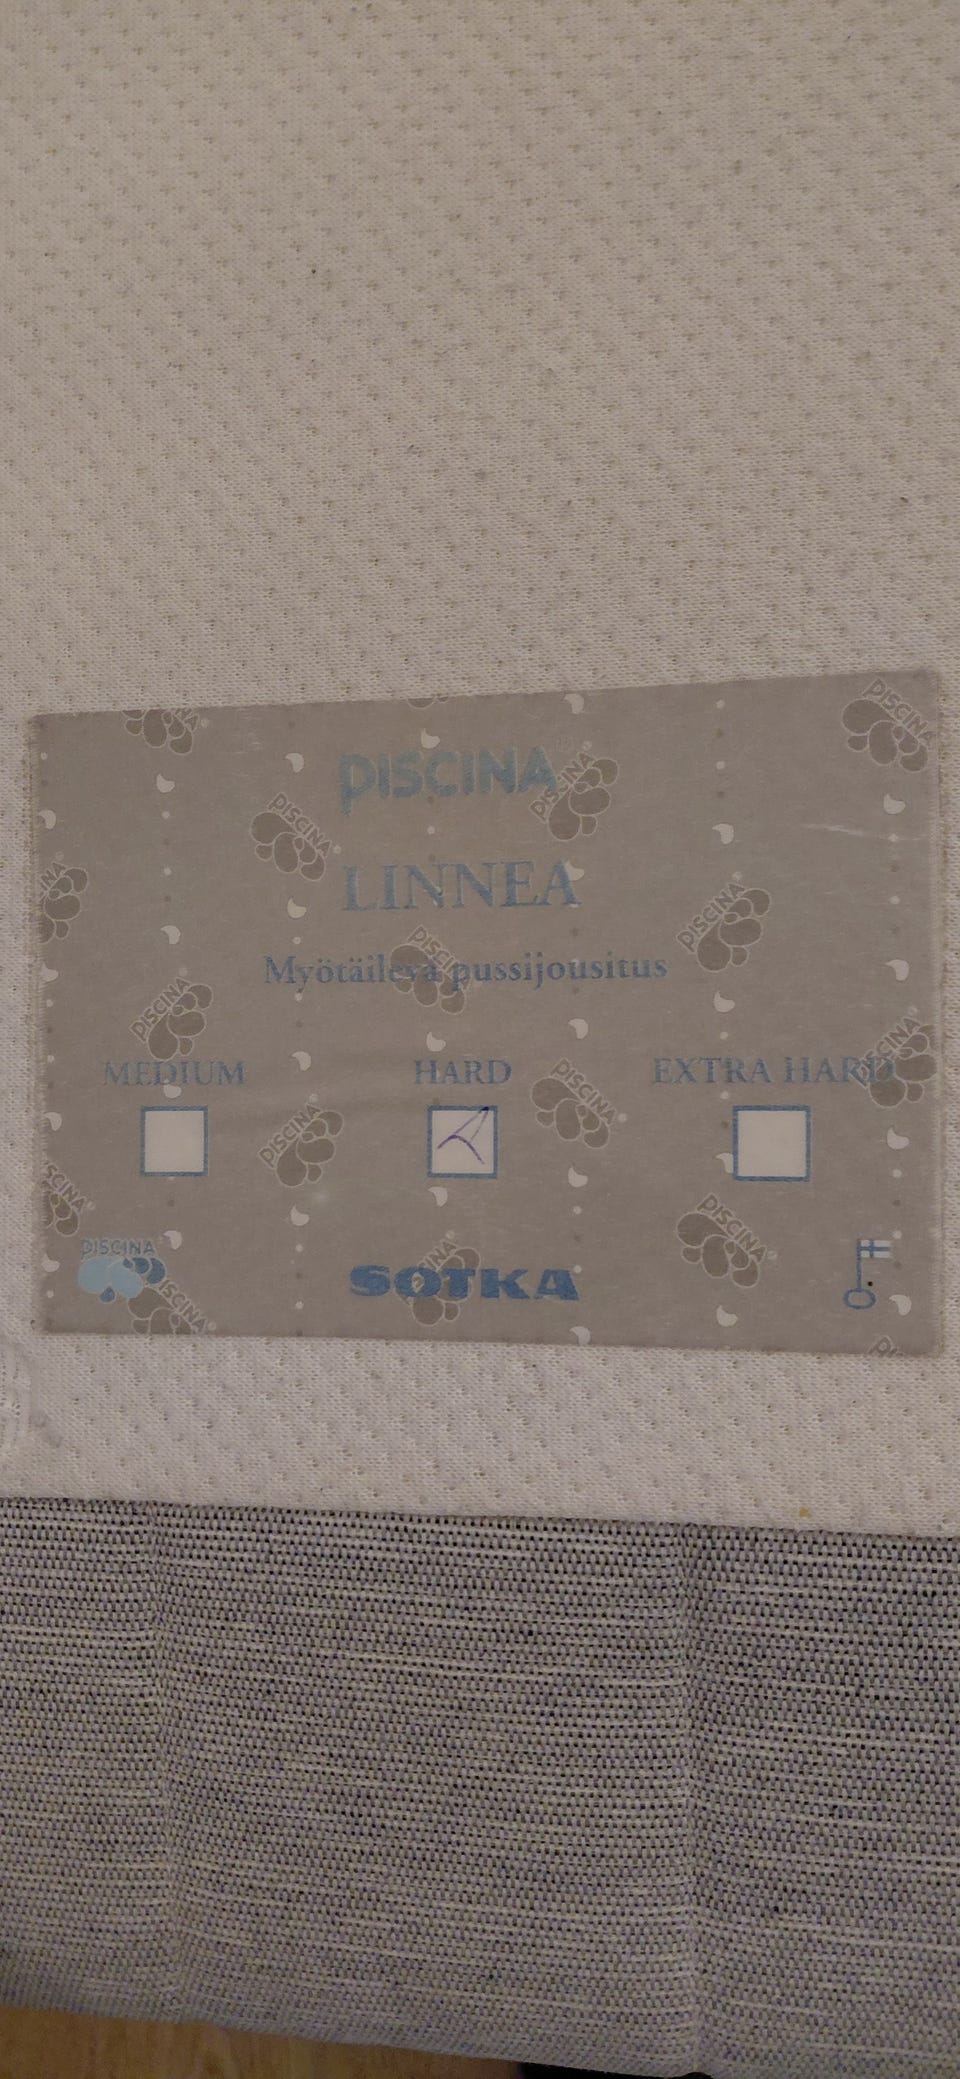 PISCINA
LINNEA
Myötäilevä pussijousitus
MEDIUM HARD EXTRA HARD
PISCINA
SOTKA